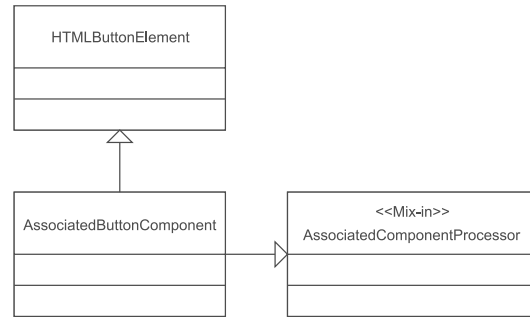 HTMLButtonElement
AssociatedButtonComponent
<<Mix-in>>
AssociatedComponentProcessor